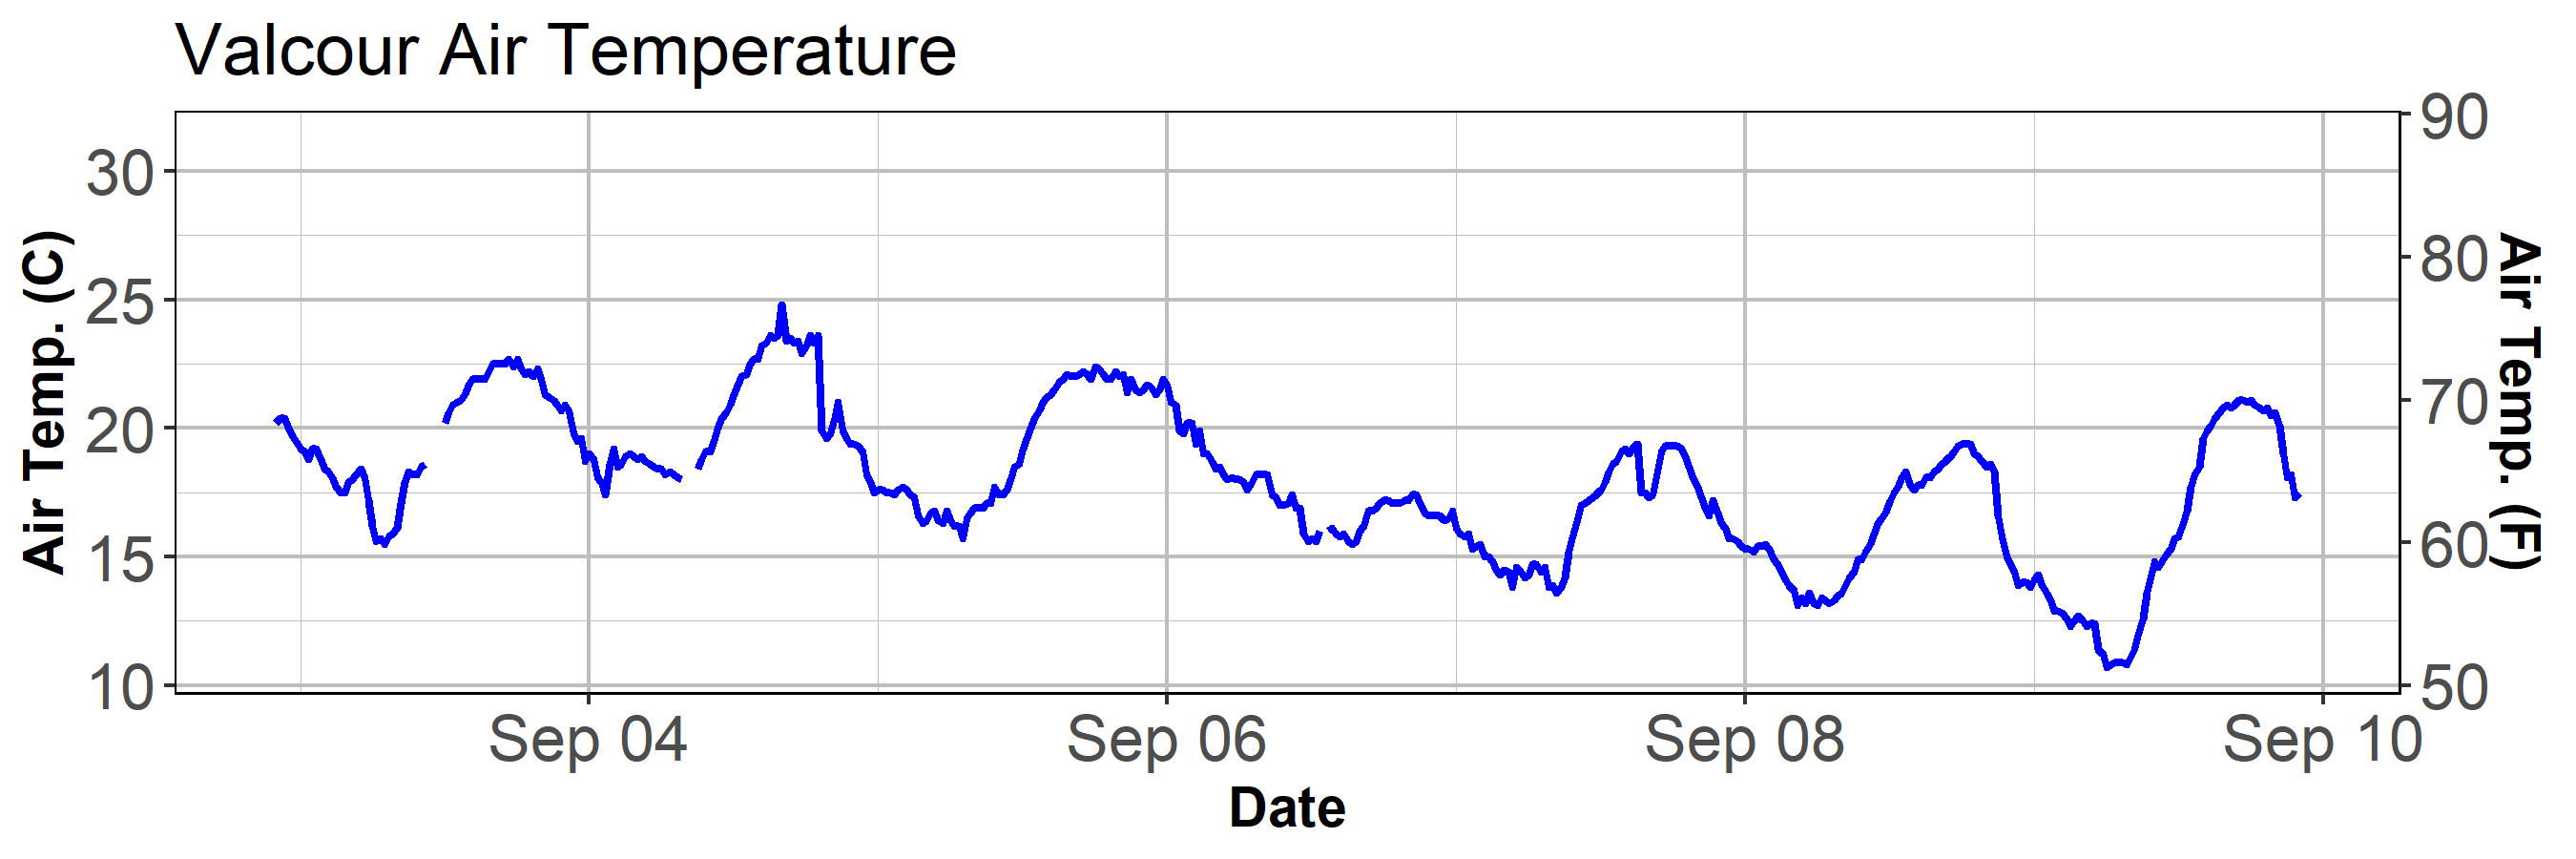 Valcour Air Temperature
Air Temp. (C)
30
25
20
15
10
90
80
70
60
50
Air Temp. (F)
Sep 04
Sep 06
Sep 08
Sep 10
Date